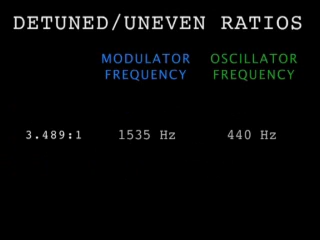 DETUNED/UNEVEN RATIOS
MODULATOR FREQUENCY
OSCILLATOR FREQUENCY
3.489:1 1535 Hz 440 Hz